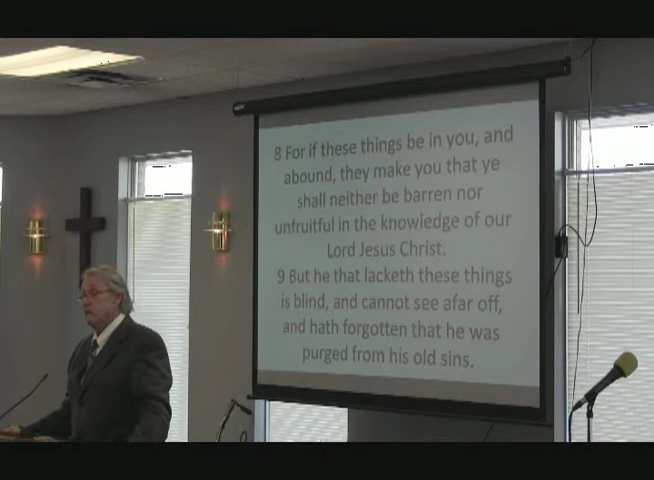 8 For if these things be in you, and
abound, they make you that ye
shall neither be barren nor
unfruitful in the knowledge of our
Lord Jesus Christ.
9 But he that lacketh these things
is blind, and cannot see afar off,
and hath forgotten that he was
purged from his old sins.